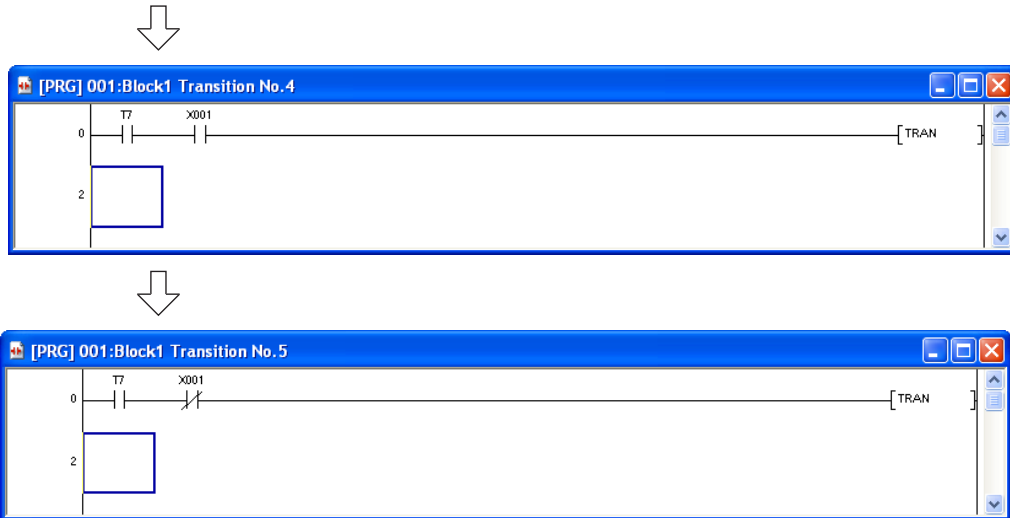 [PRG] 001:Block1 Transition No.4
T7 X001
0 [ TRAN ]
2
[PRG] 001:Block1 Transition No.5
T7 X001
0 [ TRAN ]
2